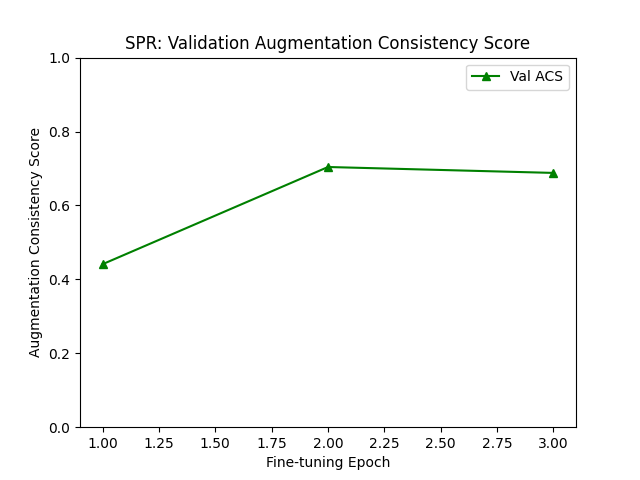 SPR: Validation Augmentation Consistency Score
Val ACS
Augmentation Consistency Score
1.0
0.8
0.6
0.4
0.2
0.0
1.00 1.25 1.50 1.75 2.00 2.25 2.50 2.75 3.00
Fine-tuning Epoch